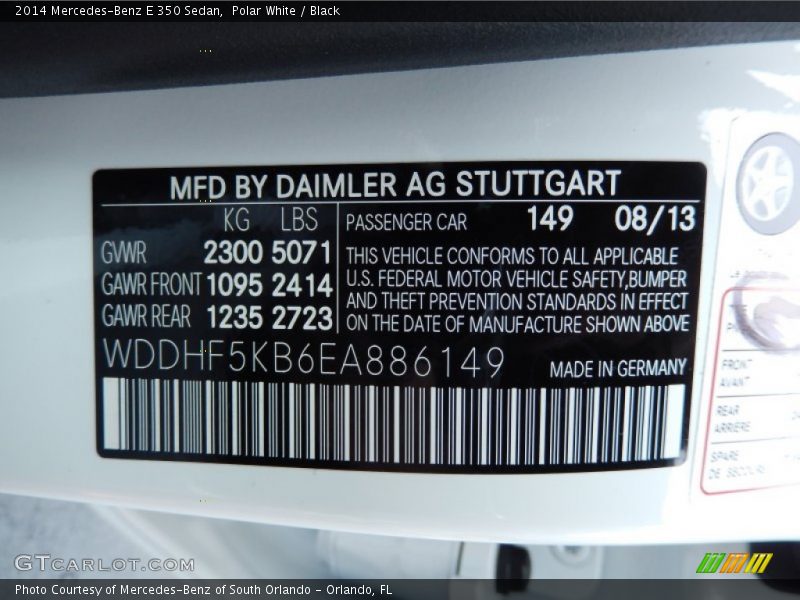 2014 Mercedes-Benz E 350 Sedan,  Polar White / Black
MFD BY DAIMLER AG STUTTGART
KG LBS
GVWR 2300 5071
GAWR FRONT 1095 2414
GAWR REAR 1235 2723
PASSENGER CAR 149 08/13
THIS VEHICLE CONFORMS TO ALL APPLICABLE
U.S. FEDERAL MOTOR VEHICLE SAFETY,BUMPER
AND THEFT PREVENTION STANDARDS IN EFFECT
ON THE DATE OF MANUFACTURE SHOWN ABOVE
WDDHF5KB6EA886149
MADE IN GERMANY
FRONT
AVANT
REAR
ARRIERE
SPARE
DE SECOURS
GTCARLOT.COM
Photo Courtesy of Mercedes-Benz of South Orlando - Orlando, FL